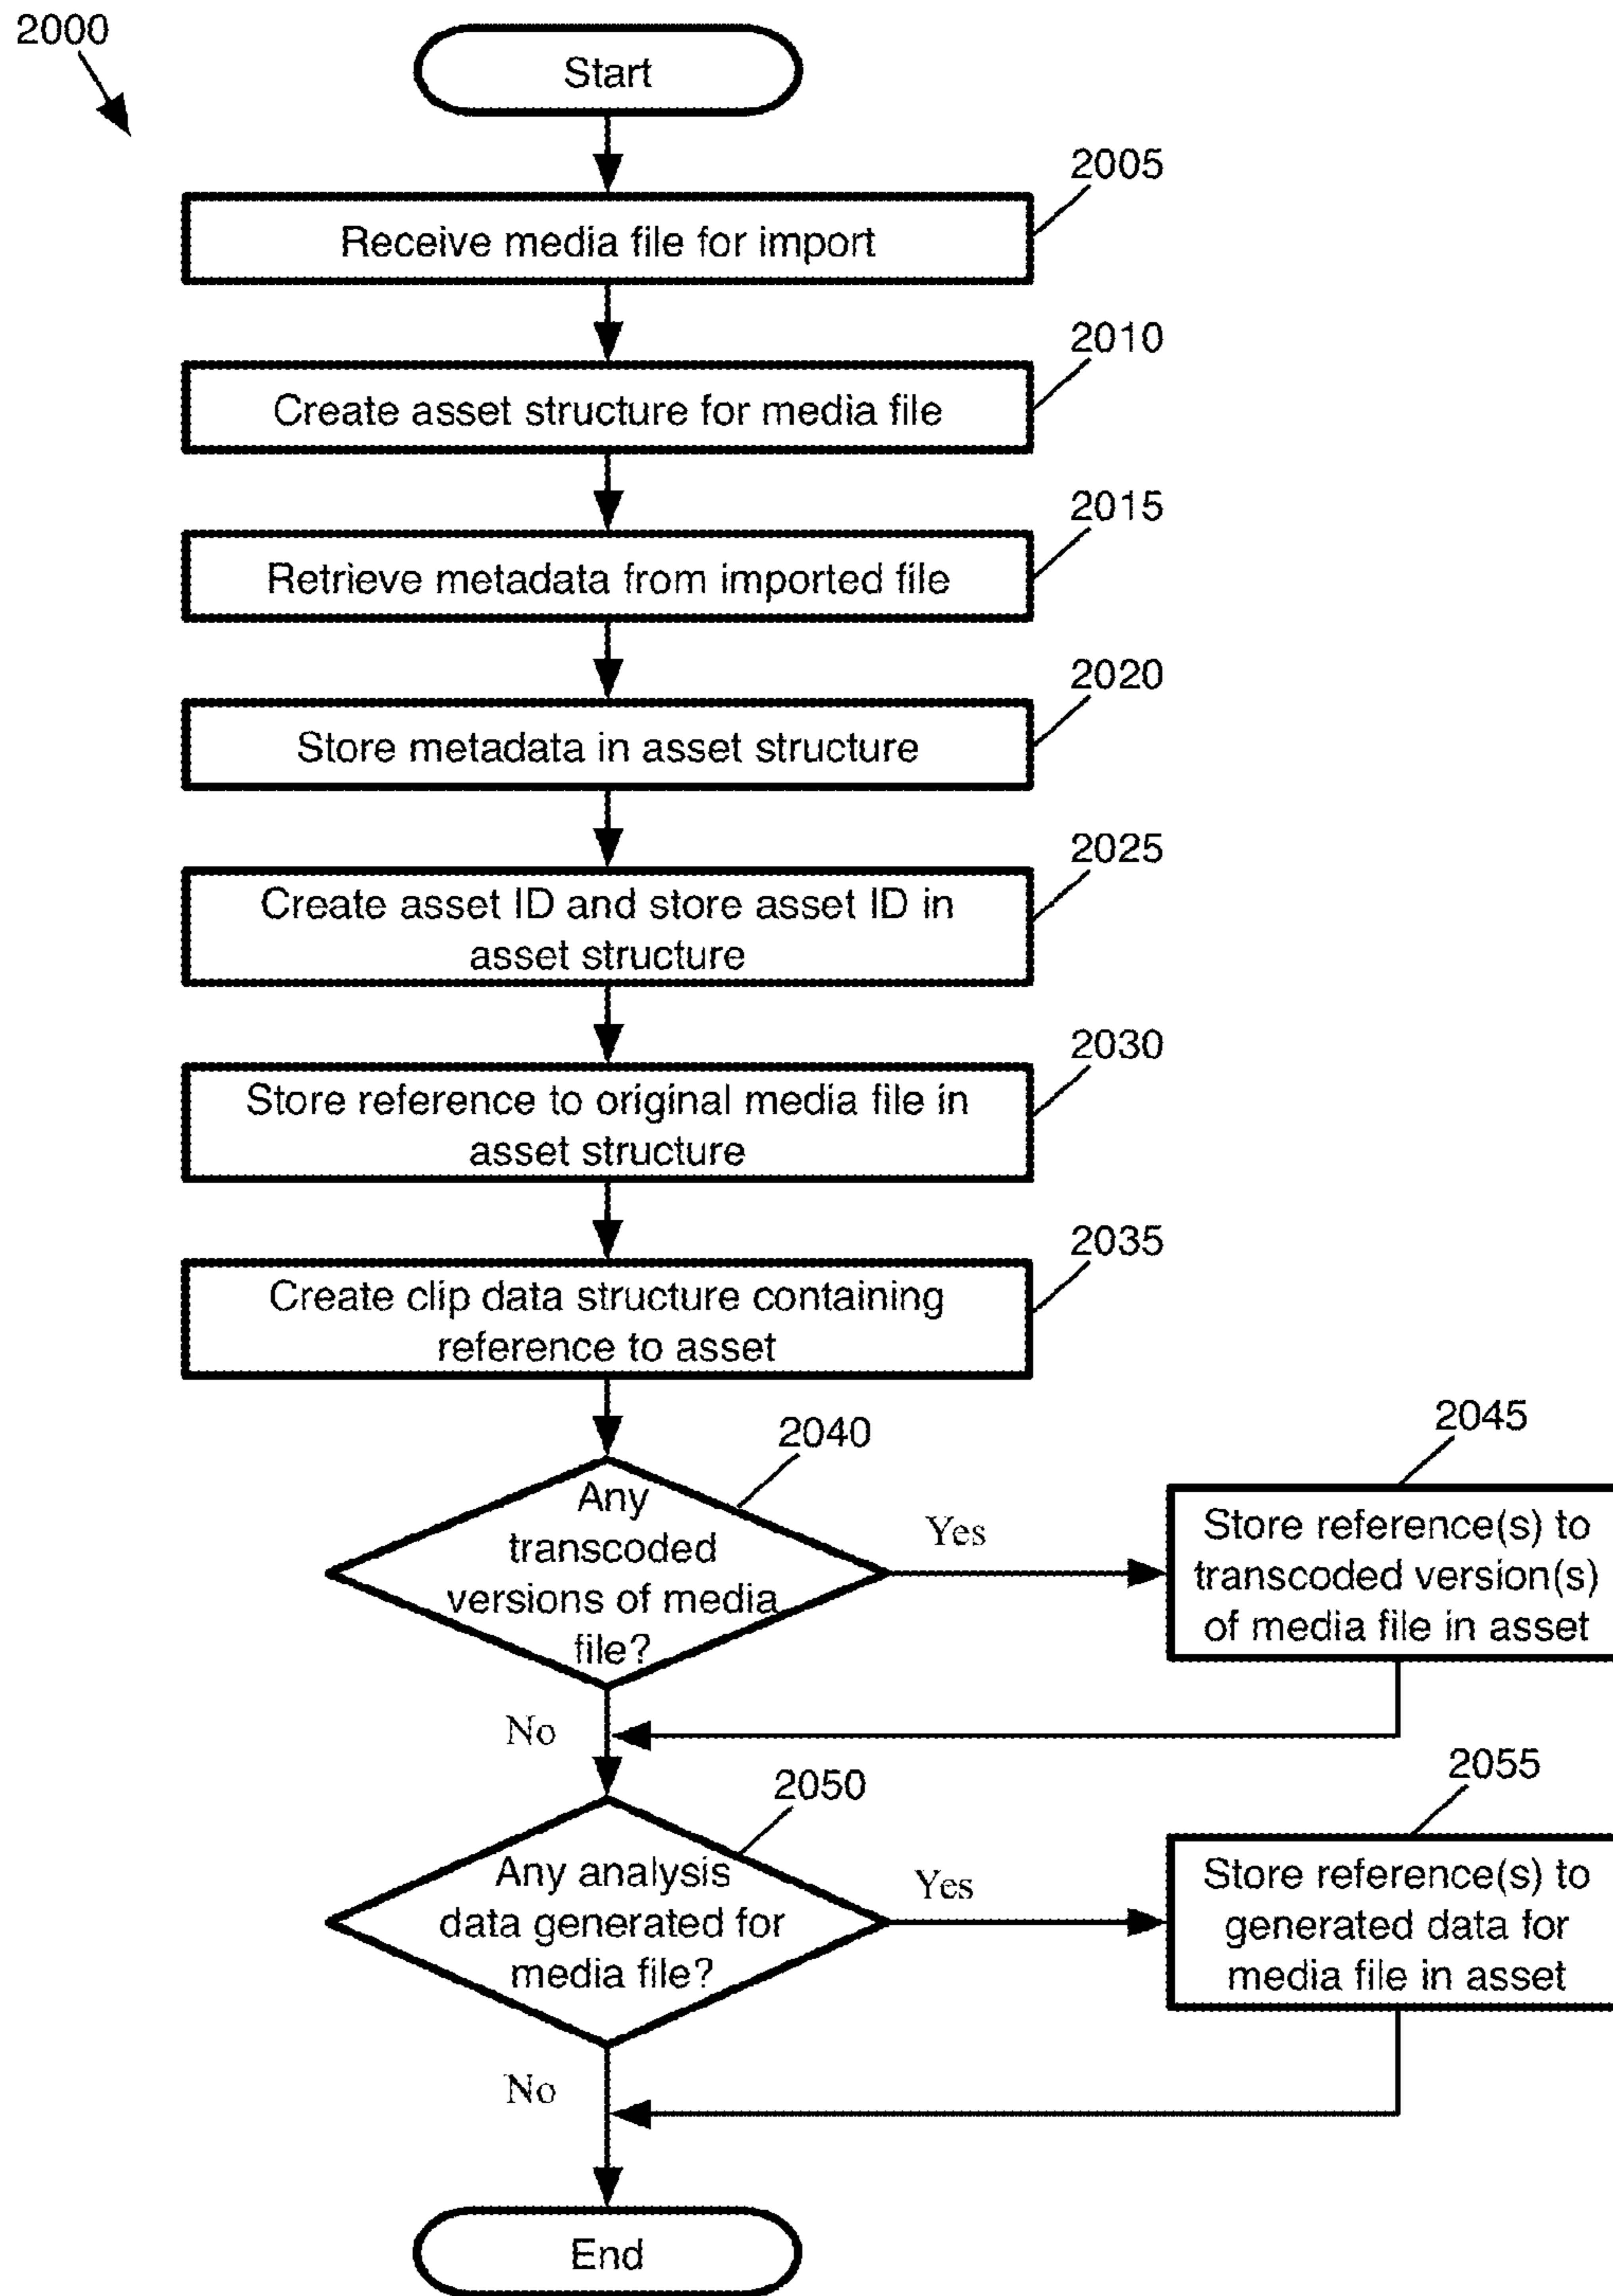 2000
Start
2005
Receive media file for import
2010
Create asset structure for media file
2015
Retrieve metadata from imported file
2020
Store metadata in asset structure
2025
Create asset ID and store asset ID in
asset structure
2030
Store reference to original media file in
asset structure
2035
Create clip data structure containing
reference to asset
2040
Any
transcoded
versions of media
file?
Yes
2045
Store reference(s) to
transcoded version(s)
of media file in asset
No
2050
Any analysis
data generated for
media file?
Yes
2055
Store reference(s) to
generated data for
media file in asset
No
End